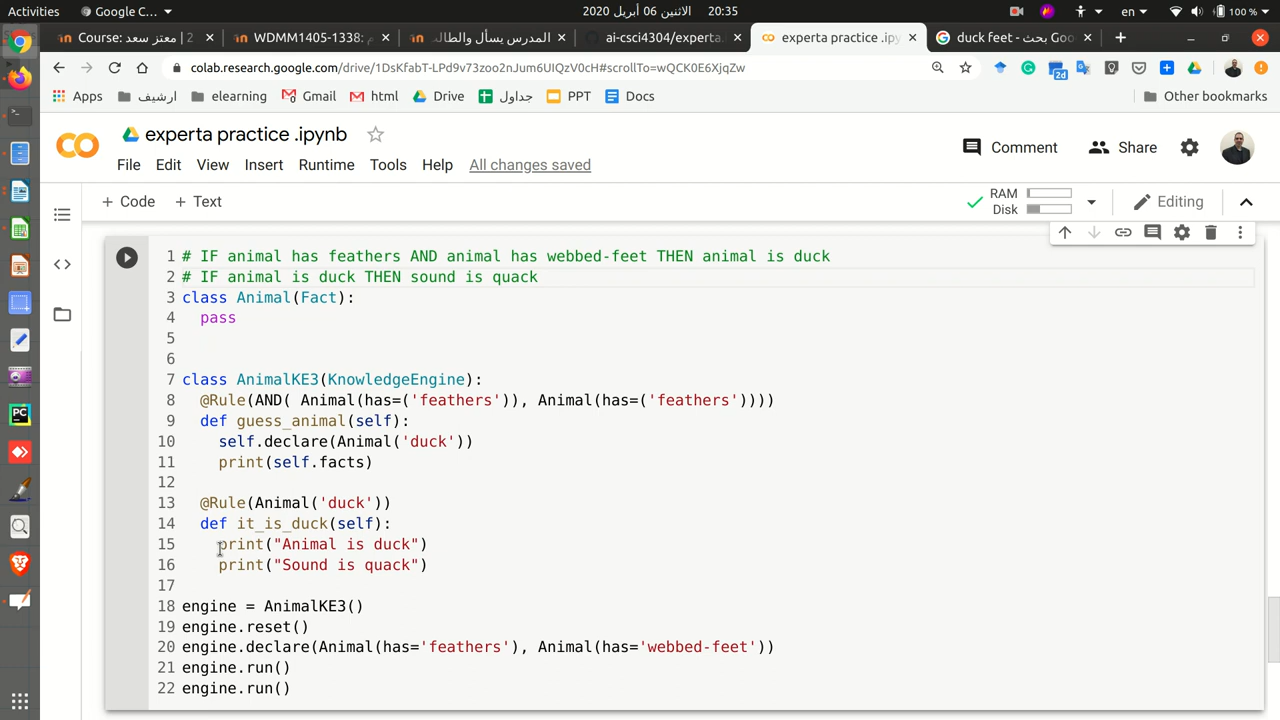 Activities
Google C...
20:35 2020 الاثنين 06 أبريل
en
100 %
Course: معتز سعد | 2
WDMM1405-1338:
المدرس يسأل والطالـ
ai-csci4304/experta.
experta practice .ipy
duck feet - بحث Goo
colab.research.google.com/drive/1DsKfabT-LPd9v73zoo2nJum6UIQzV0cH#scrollTo=wQCK0E6XjqZw
2d
Apps
ارشيف
elearning
Gmail
html
Drive
جداول
PPT
Docs
Other bookmarks
experta practice .ipynb
Comment
Share
File Edit View Insert Runtime Tools Help All changes saved
+ Code + Text
RAM
Disk
Editing
1 # IF animal has feathers AND animal has webbed-feet THEN animal is duck
2 # IF animal is duck THEN sound is quack
3 class Animal(Fact):
4 pass
5
6
7 class AnimalKE3(KnowledgeEngine):
8 @Rule(AND( Animal(has=('feathers')), Animal(has=('feathers'))))
9 def guess_animal(self):
10 self.declare(Animal('duck'))
11 print(self.facts)
12
13 @Rule(Animal('duck'))
14 def it_is_duck(self):
15 print("Animal is duck")
16 print("Sound is quack")
17
18 engine = AnimalKE3()
19 engine.reset()
20 engine.declare(Animal(has='feathers'), Animal(has='webbed-feet'))
21 engine.run()
22 engine.run()
PC